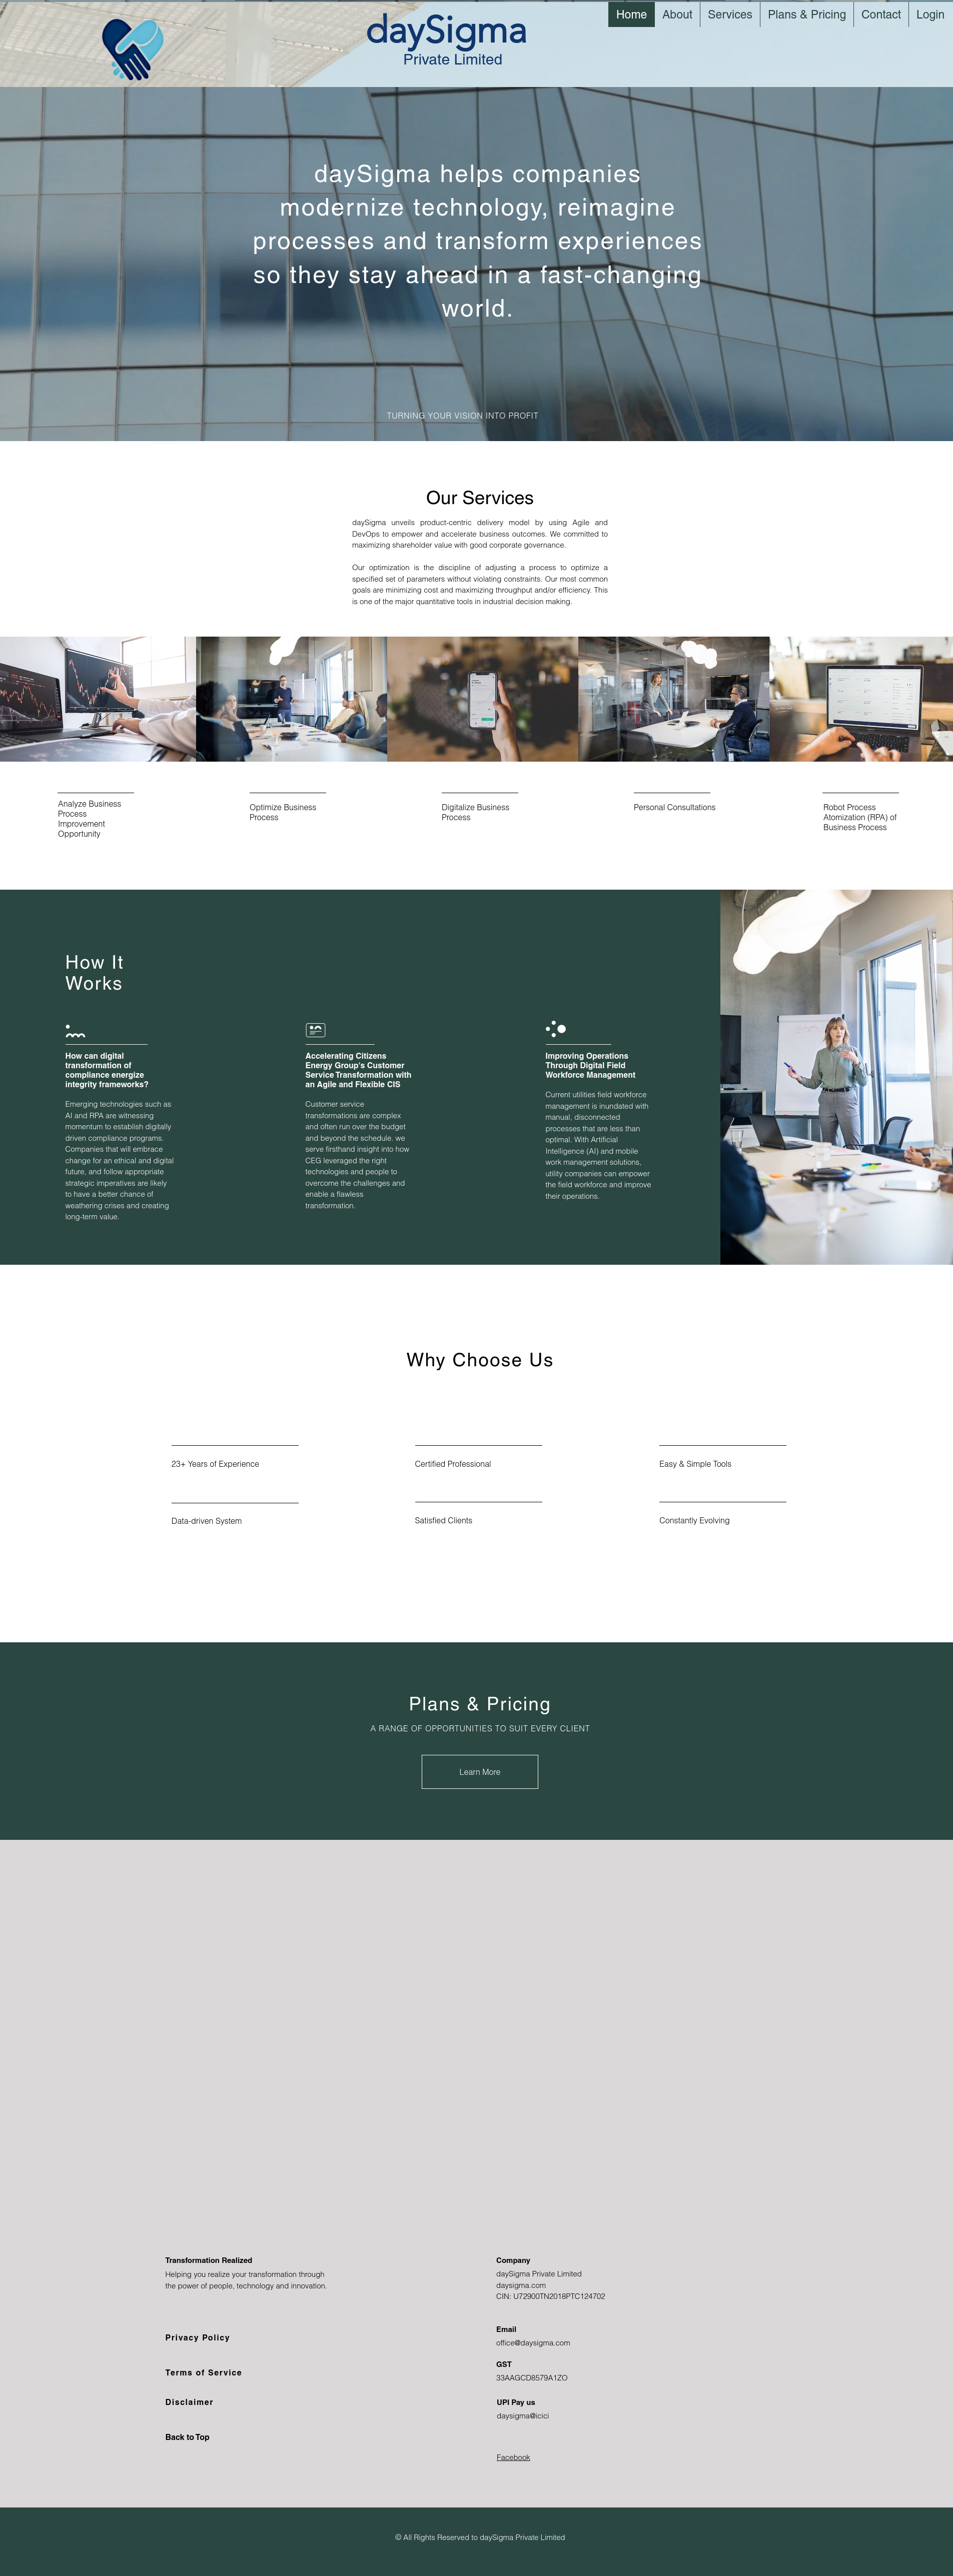 daySigma
Private Limited
Home
About
Services
Plans & Pricing
Contact
Login
daySigma helps companies
modernize technology, reimagine
processes and transform experiences
so they stay ahead in a fast-changing
world.
TURNING YOUR VISION INTO PROFIT
Our Services
daySigma unveils product-centric delivery model by using Agile and
DevOps to empower and accelerate business outcomes. We committed to
maximizing shareholder value with good corporate governance.
Our optimization is the discipline of adjusting a process to optimize a
specified set of parameters without violating constraints. Our most common
goals are minimizing cost and maximizing throughput and/or efficiency. This
is one of the major quantitative tools in industrial decision making.
Analyze Business
Process
Improvement
Opportunity
Optimize Business
Process
Digitalize Business
Process
Personal Consultations
Robot Process
Atomization (RPA) of
Business Process
How It
Works
How can digital
transformation of
compliance energize
integrity frameworks?
Emerging technologies such as
AI and RPA are witnessing
momentum to establish digitally
driven compliance programs.
Companies that will embrace
change for an ethical and digital
future, and follow appropriate
strategic imperatives are likely
to have a better chance of
weathering crises and creating
long-term value.
Accelerating Citizens
Energy Group's Customer
Service Transformation with
an Agile and Flexible CIS
Customer service
transformations are complex
and often run over the budget
and beyond the schedule. we
serve firsthand insight into how
CEG leveraged the right
technologies and people to
overcome the challenges and
enable a flawless
transformation.
Improving Operations
Through Digital Field
Workforce Management
Current utilities field workforce
management is inundated with
manual, disconnected
processes that are less than
optimal. With Artificial
Intelligence (AI) and mobile
work management solutions,
utility companies can empower
the field workforce and improve
their operations.
Why Choose Us
23+ Years of Experience
Certified Professional
Easy & Simple Tools
Data-driven System
Satisfied Clients
Constantly Evolving
Plans & Pricing
A RANGE OF OPPORTUNITIES TO SUIT EVERY CLIENT
Learn More
Transformation Realized
Helping you realize your transformation through
the power of people, technology and innovation.
Privacy Policy
Terms of Service
Disclaimer
Back to Top
Company
daySigma Private Limited
daysigma.com
CIN: U72900TN2018PTC124702
Email
office@daysigma.com
GST
33AAGCD8579A1ZO
UPI Pay us
daysigma@icici
Facebook
© All Rights Reserved to daySigma Private Limited